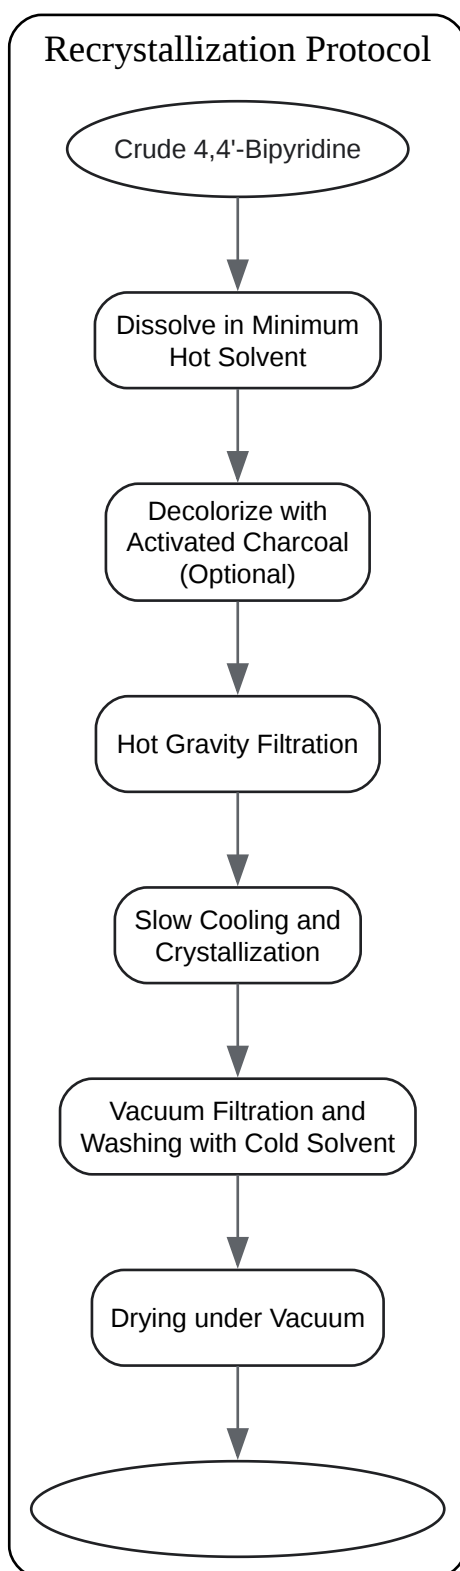 Recrystallization Protocol
Crude 4,4'-Bipyridine
Dissolve in Minimum
Hot Solvent
Decolorize with
Activated Charcoal
(Optional)
Hot Gravity Filtration
Slow Cooling and
Crystallization
Vacuum Filtration and
Washing with Cold Solvent
Drying under Vacuum